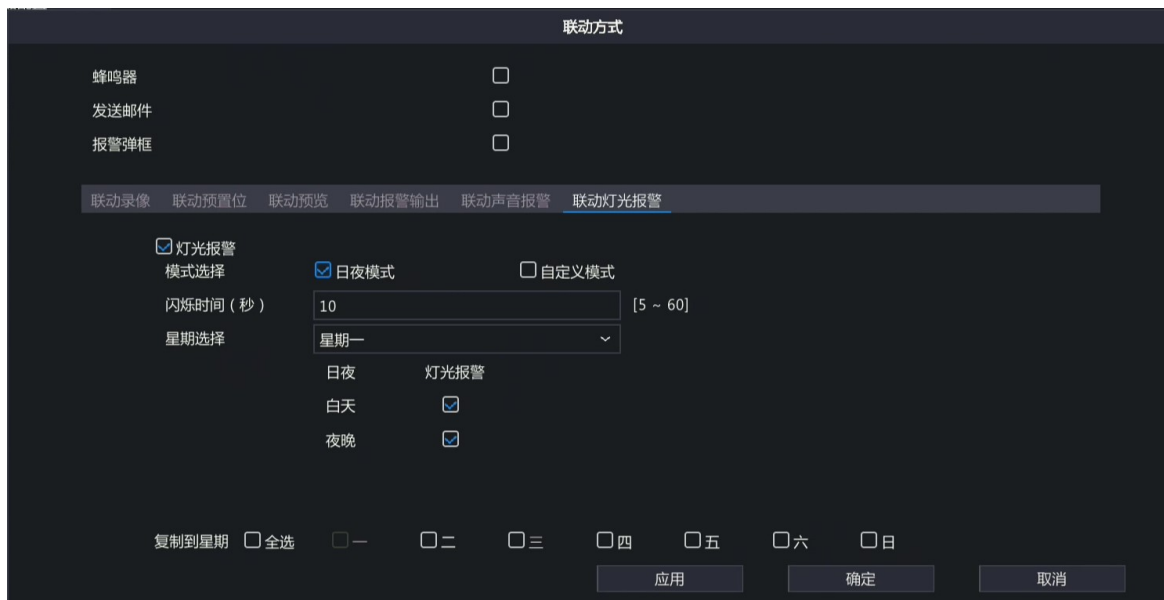 联动方式
蜂鸣器
发送邮件
报警弹框
联动录像 联动预置位 联动预览 联动报警输出 联动声音报警 联动灯光报警
灯光报警
模式选择 日夜模式 自定义模式
闪烁时间（秒） 10 [5 ~ 60]
星期选择 星期一
日夜 灯光报警
白天
夜晚
复制到星期 全选 一 二 三 四 五 六 日
应用 确定 取消